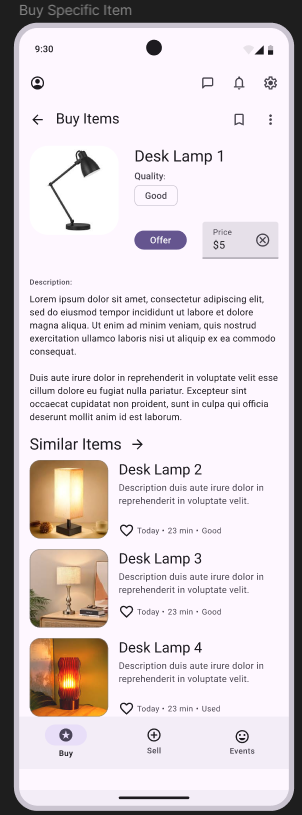 Buy Specific Item
9:30
Buy Items
Desk Lamp 1
Quality:
Good
Offer
Price
$5
Description:
Lorem ipsum dolor sit amet, consectetur adipiscing elit,
sed do eiusmod tempor incididunt ut labore et dolore
magna aliqua. Ut enim ad minim veniam, quis nostrud
exercitation ullamco laboris nisi ut aliquip ex ea commodo
consequat.
Duis aute irure dolor in reprehenderit in voluptate velit esse
cillum dolore eu fugiat nulla pariatur. Excepteur sint
occaecat cupidatat non proident, sunt in culpa qui officia
deserunt mollit anim id est laborum.
Similar Items
Desk Lamp 2
Description duis aute irure dolor in
reprehenderit in voluptate velit.
Today • 23 min • Good
Desk Lamp 3
Description duis aute irure dolor in
reprehenderit in voluptate velit.
Today • 23 min • Good
Desk Lamp 4
Description duis aute irure dolor in
reprehenderit in voluptate velit.
Today • 23 min • Used
Buy
Sell
Events